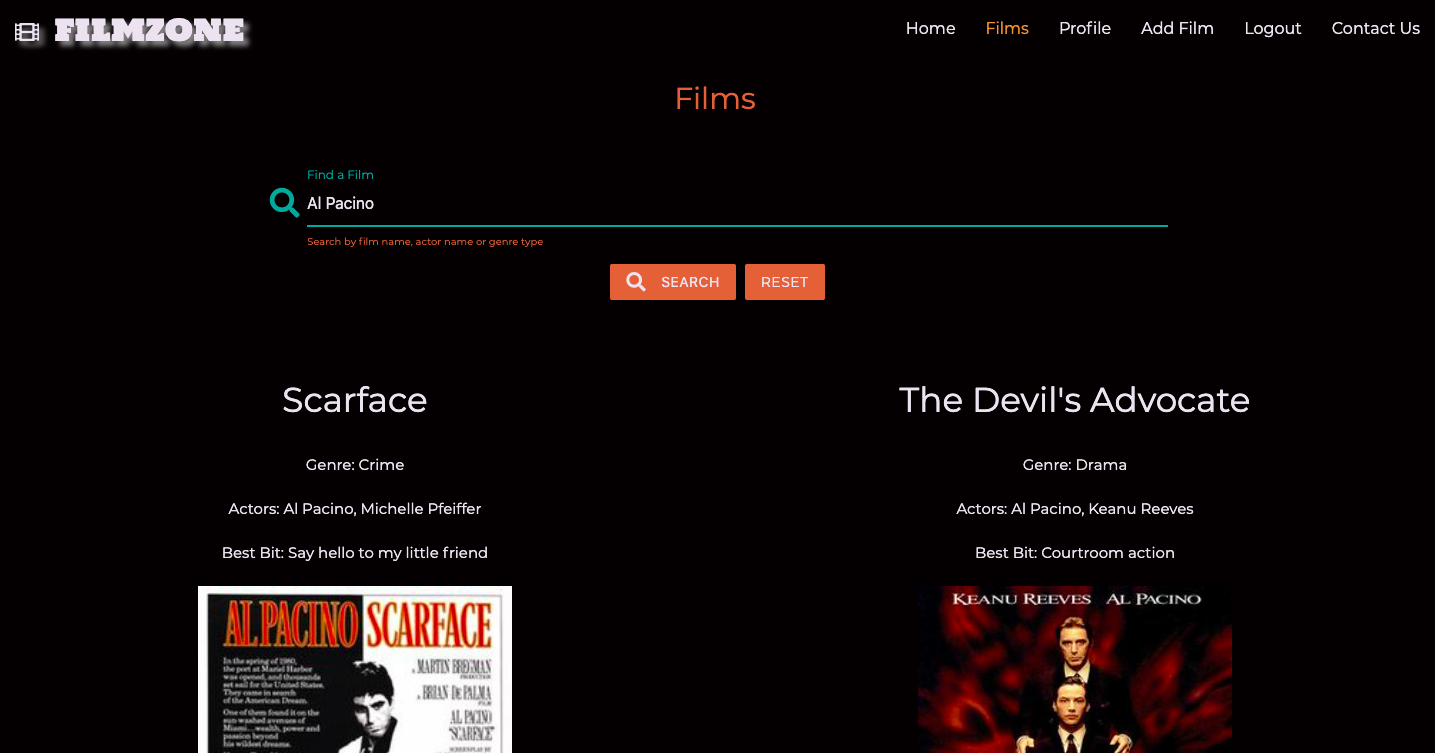 FILMZONE
Home Films Profile Add Film Logout Contact Us
Films
Find a Film
Al Pacino
Search by film name, actor name or genre type
SEARCH RESET
Scarface
Genre: Crime
Actors: Al Pacino, Michelle Pfeiffer
Best Bit: Say hello to my little friend
The Devil's Advocate
Genre: Drama
Actors: Al Pacino, Keanu Reeves
Best Bit: Courtroom action
AL PACINO SCARFACE
In the spring of 1980,
the port at Mariel Harbor
was opened, and thousands
set sail for the United States.
They came in search
of the American Dream.
One of them found it on the
sun-washed avenues of
Miami...wealth, power and
passion beyond
his wildest dreams.
A MARTIN BREGMAN
PRODUCTION
A BRIAN DE PALMA
FILM
AL PACINO
"SCARFACE"
SCREENPLAY BY
KEANU REEVES AL PACINO